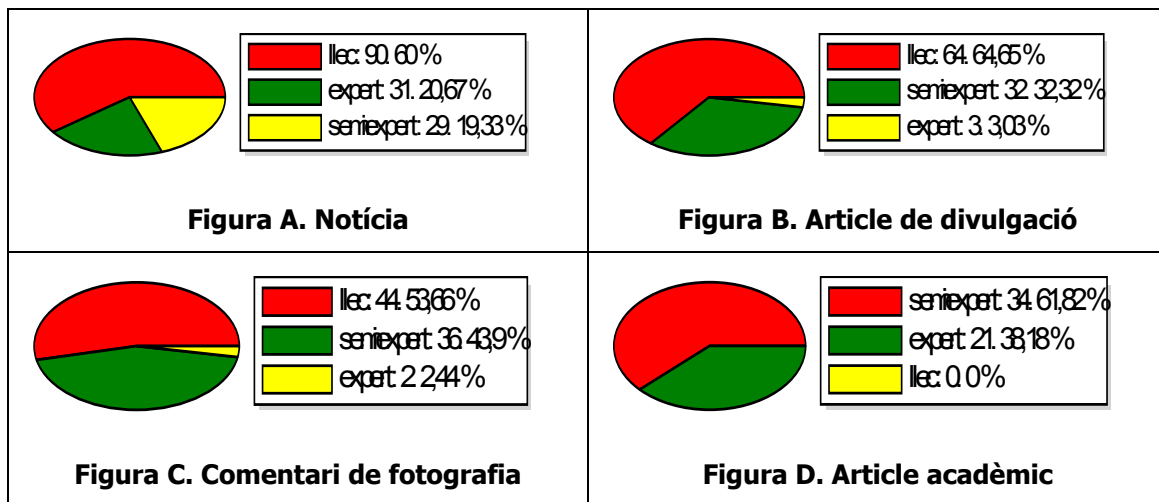 llec: 90. 60%
expert: 31. 20,67%
semiexpert: 29. 19,33%
Figura A. Notícia
llec: 64. 64,65%
semiexpert: 32. 32,32%
expert: 3. 3,03%
Figura B. Article de divulgació
llec: 44. 53,66%
semiexpert: 36. 43,9%
expert: 2. 2,44%
Figura C. Comentari de fotografia
semiexpert: 34. 61,82%
expert: 21. 38,18%
llec: 0. 0%
Figura D. Article acadèmic